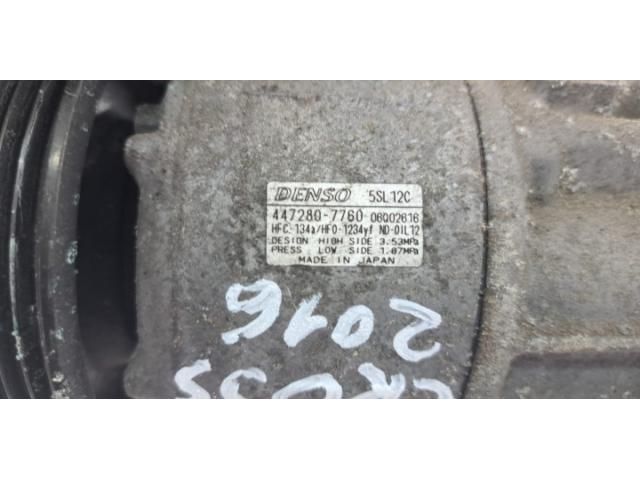 DENSO 5SL12C
447280-7760 06Q02616
HFC-134a/HFO-1234yf ND-OIL12
DESIGN HIGH SIDE 3.53MPa
PRESS LOW SIDE 1.87MPa
MADE IN JAPAN
CROSS
2016